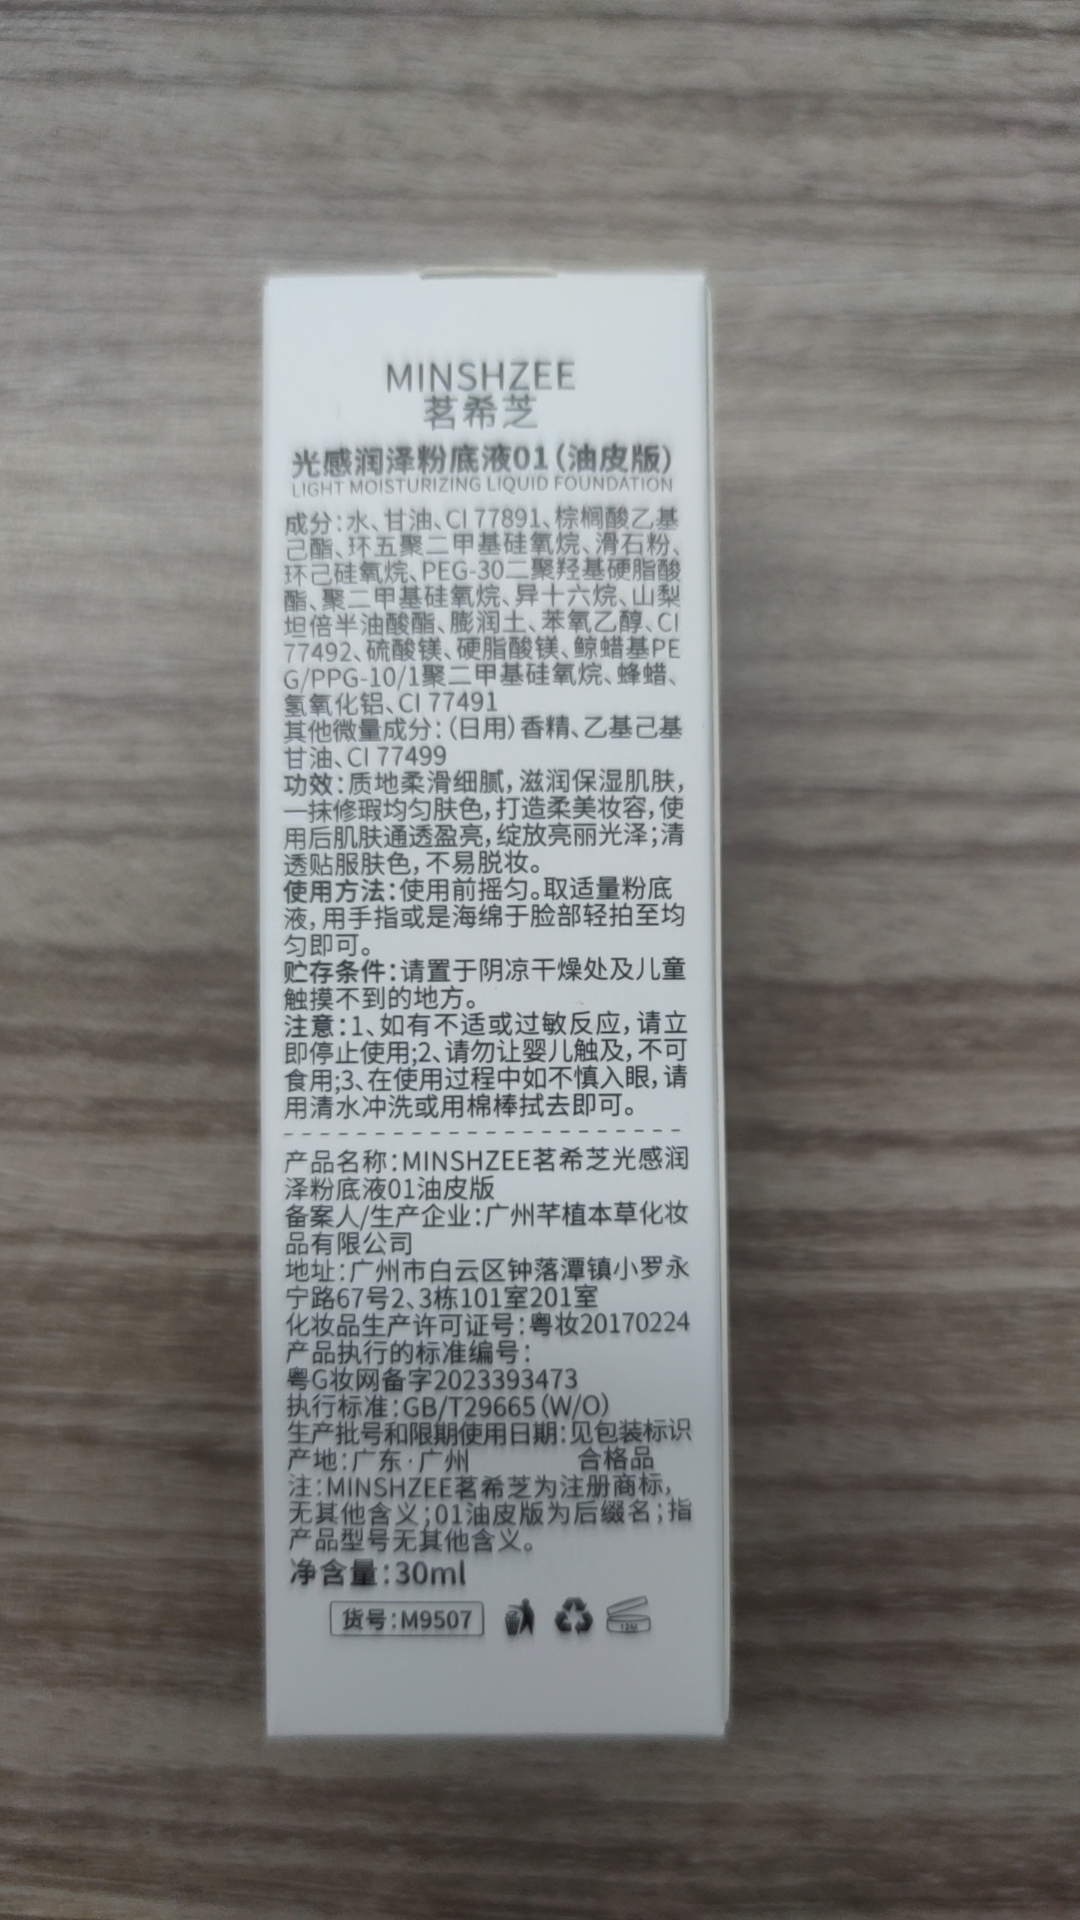 MINSHZEE
茗希芝
光感润泽粉底液01(油皮版)
LIGHT MOISTURIZING LIQUID FOUNDATION
成分:水、甘油、CI 77891、棕榈酸乙基
己酯、环五聚二甲基硅氧烷、滑石粉、
环己硅氧烷、PEG-30二聚羟基硬脂酸
酯、聚二甲基硅氧烷、异十六烷、山梨
坦倍半油酸酯、膨润土、苯氧乙醇、CI
77492、硫酸镁、硬脂酸镁、鲸蜡基PE
G/PPG-10/1聚二甲基硅氧烷、蜂蜡、
氢氧化铝、CI 77491
其他微量成分:(日用)香精、乙基己基
甘油、CI 77499
功效:质地柔滑细腻,滋润保湿肌肤,
一抹修瑕均匀肤色,打造柔美妆容,使
用后肌肤通透盈亮,绽放亮丽光泽;清
透贴服肤色,不易脱妆。
使用方法:使用前摇匀。取适量粉底
液,用手指或是海绵于脸部轻拍至均
匀即可。
贮存条件:请置于阴凉干燥处及儿童
触摸不到的地方。
注意:1、如有不适或过敏反应,请立
即停止使用;2、请勿让婴儿触及,不可
食用;3、在使用过程中如不慎入眼,请
用清水冲洗或用棉棒拭去即可。
产品名称:MINSHZEE茗希芝光感润
泽粉底液01油皮版
备案人/生产企业:广州芊植本草化妆
品有限公司
地址:广州市白云区钟落潭镇小罗永
宁路67号2、3栋101室201室
化妆品生产许可证号:粤妆20170224
产品执行的标准编号:
粤G妆网备字2023393473
执行标准:GB/T29665(W/O)
生产批号和限期使用日期:见包装标识
产地:广东·广州 合格品
注:MINSHZEE茗希芝为注册商标,
无其他含义;01油皮版为后缀名;指
产品型号无其他含义。
净含量:30ml
货号:M9507
12M